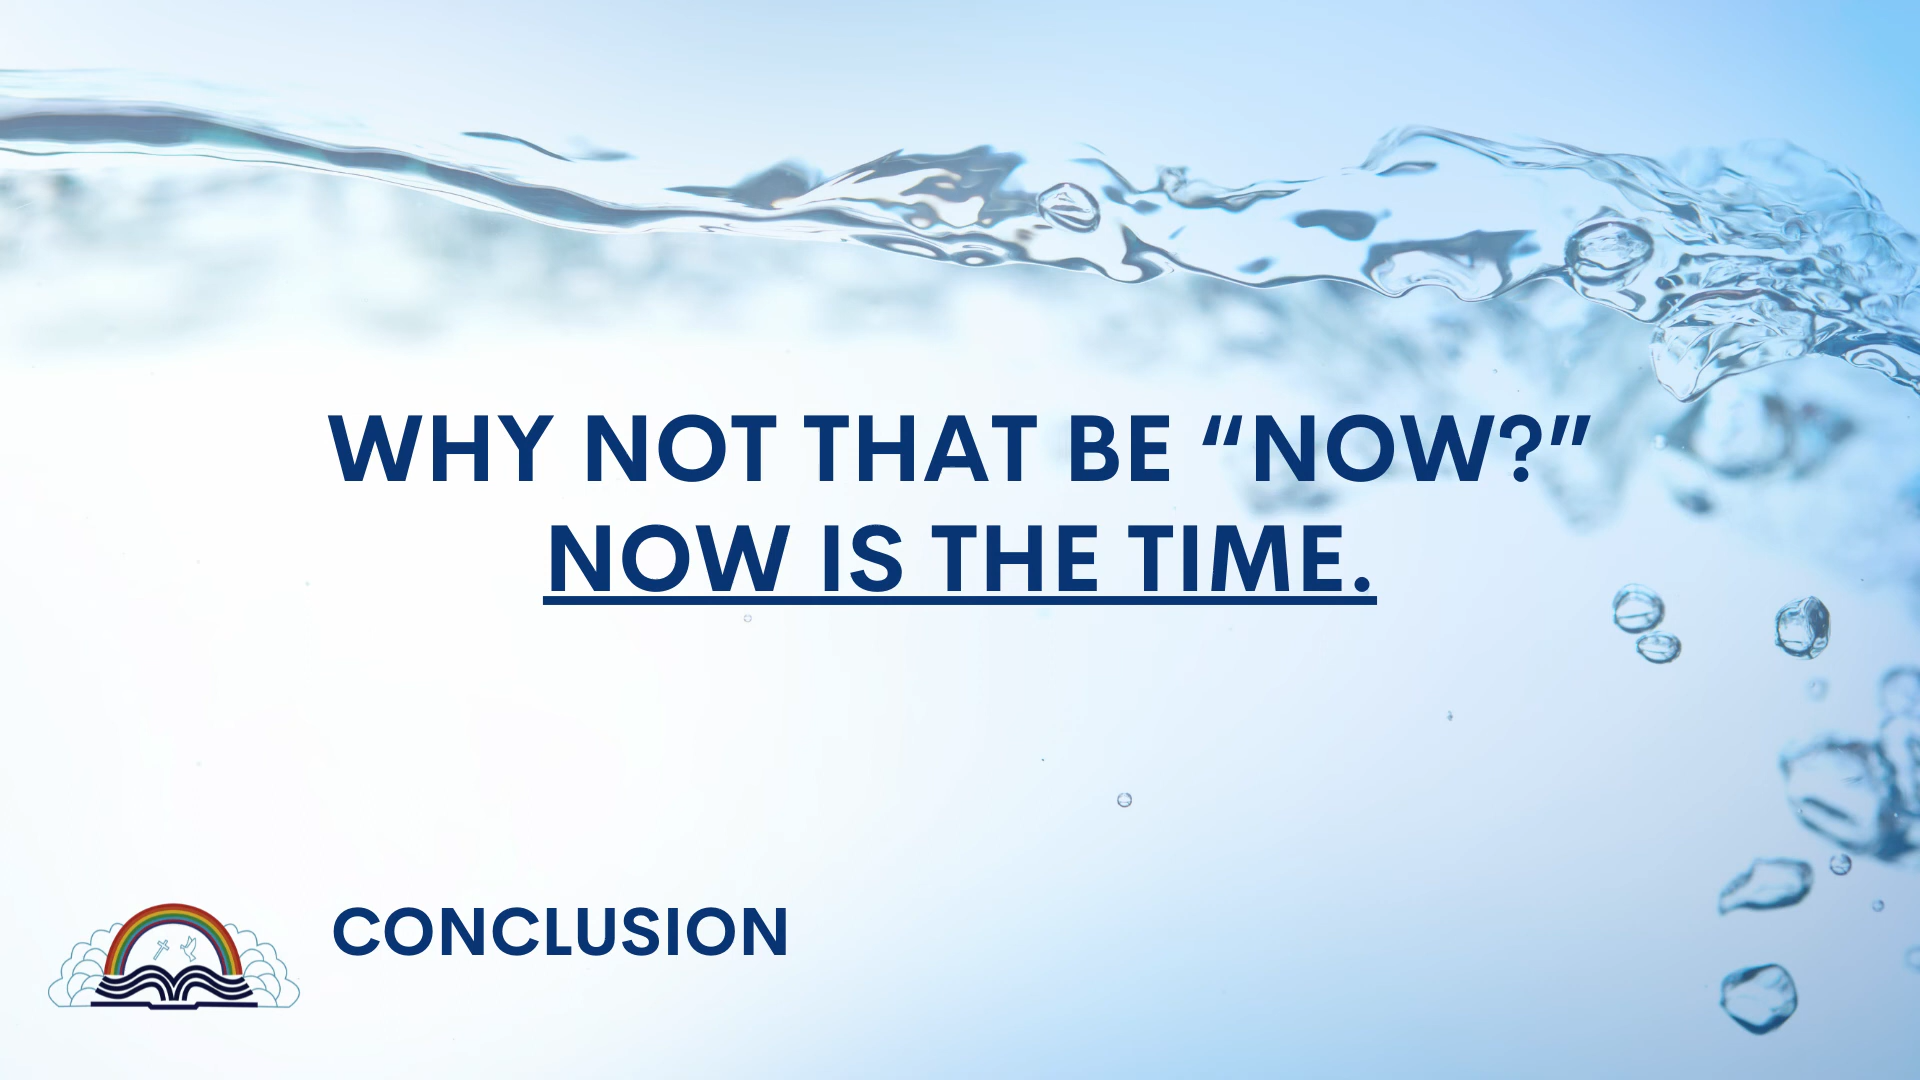 WHY NOT THAT BE “NOW?”
NOW IS THE TIME.
CONCLUSION